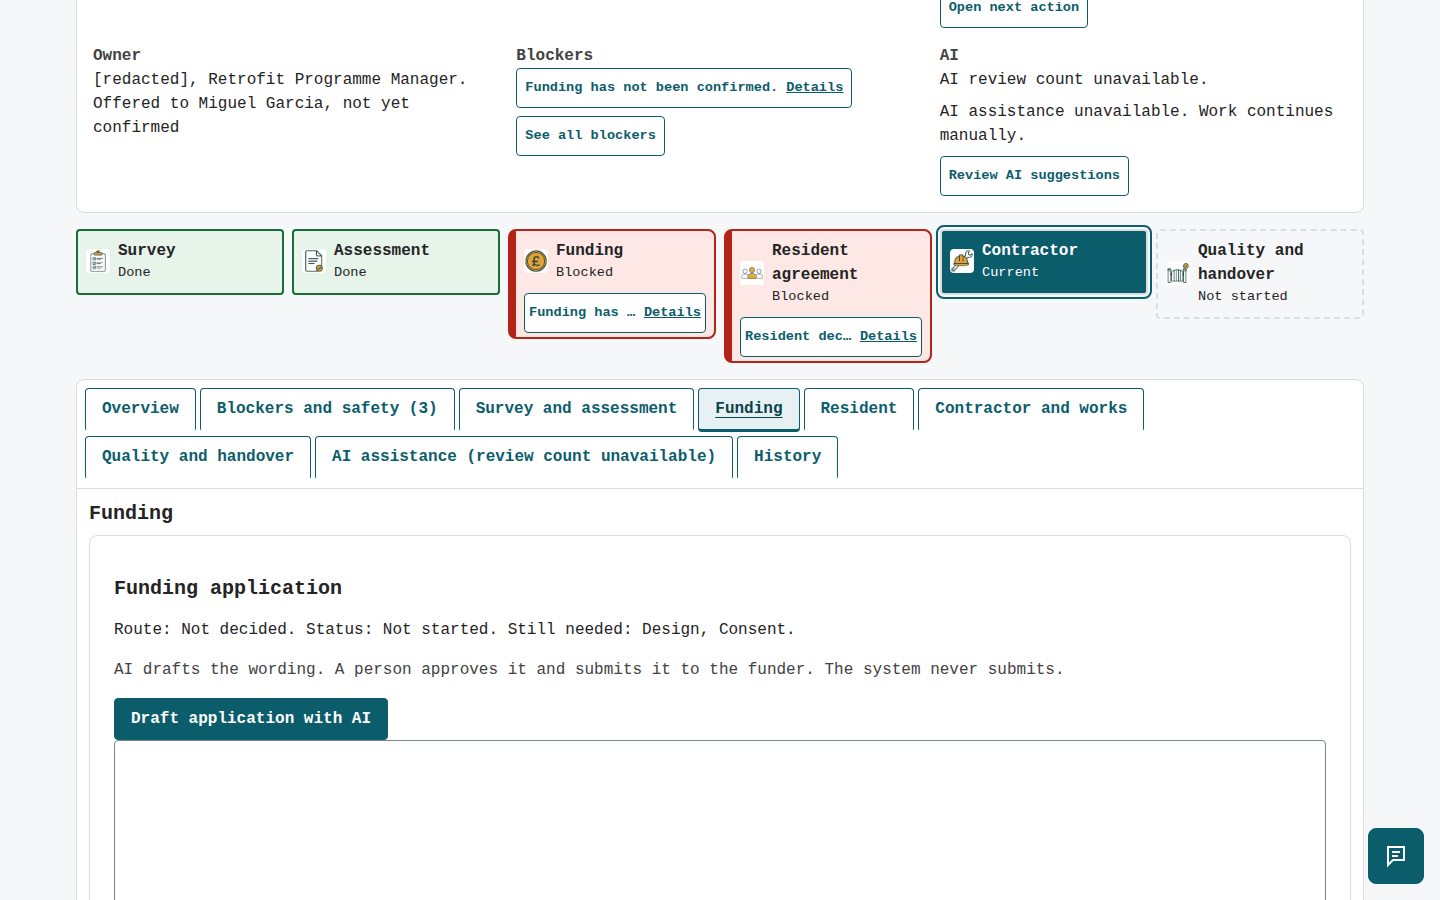 Open next action
Owner
[redacted], Retrofit Programme Manager.
Offered to Miguel Garcia, not yet
confirmed
Blockers
Funding has not been confirmed. Details
See all blockers
AI
AI review count unavailable.
AI assistance unavailable. Work continues
manually.
Review AI suggestions
Survey
Done
Assessment
Done
Funding
Blocked
Funding has … Details
Resident
agreement
Blocked
Resident dec… Details
Contractor
Current
Quality and
handover
Not started
Overview
Blockers and safety (3)
Survey and assessment
Funding
Resident
Contractor and works
Quality and handover
AI assistance (review count unavailable)
History
Funding
Funding application
Route: Not decided. Status: Not started. Still needed: Design, Consent.
AI drafts the wording. A person approves it and submits it to the funder. The system never submits.
Draft application with AI